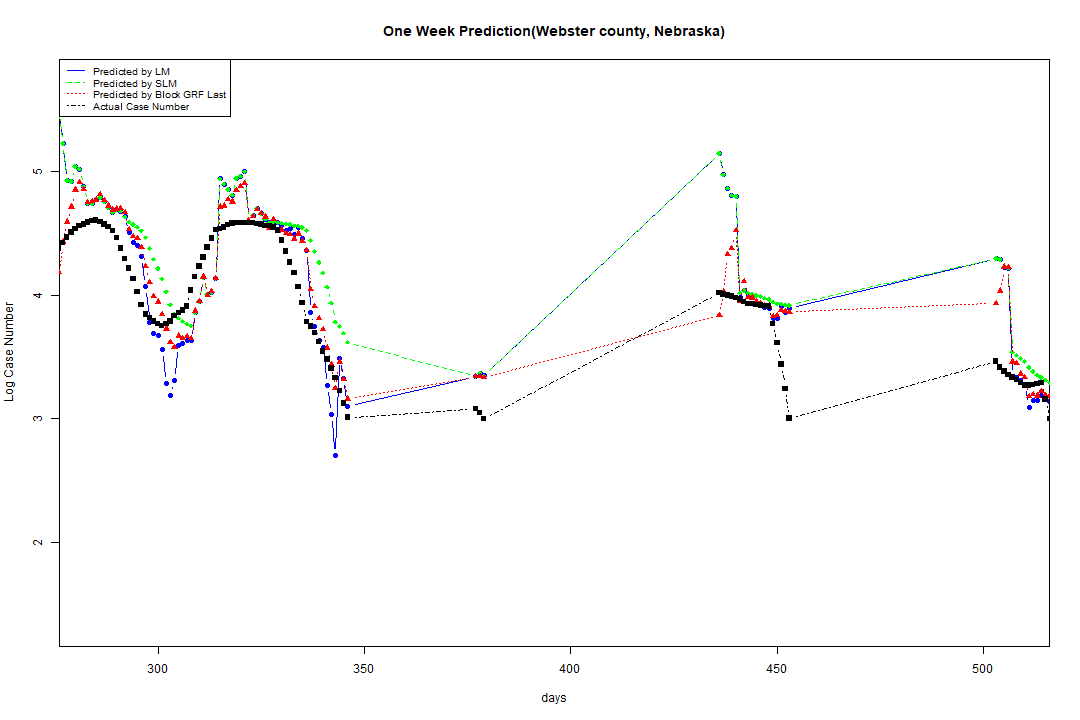 One Week Prediction(Webster county, Nebraska)
Predicted by LM
Predicted by SLM
Predicted by Block GRF Last
Actual Case Number
Log Case Number
5
4
3
2
300 350 400 450 500
days